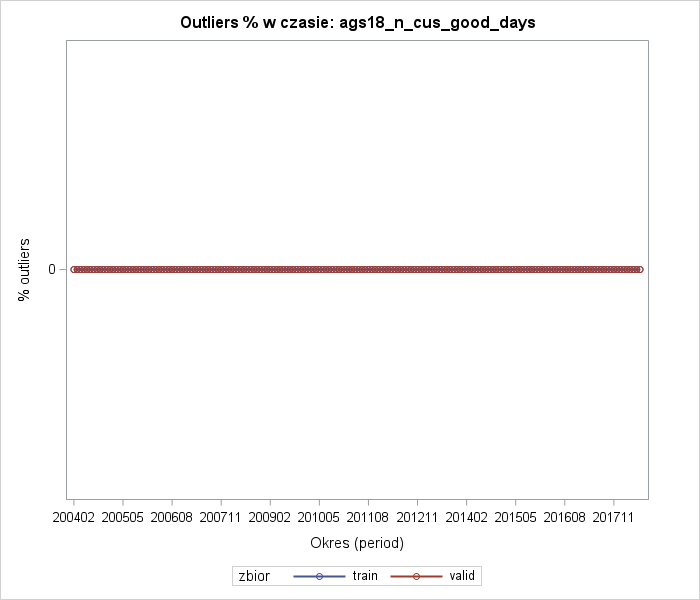 Outliers % w czasie: ags18_n_cus_good_days
% outliers
0
200402 200505 200608 200711 200902 201005 201108 201211 201402 201505 201608 201711
Okres (period)
zbior train valid